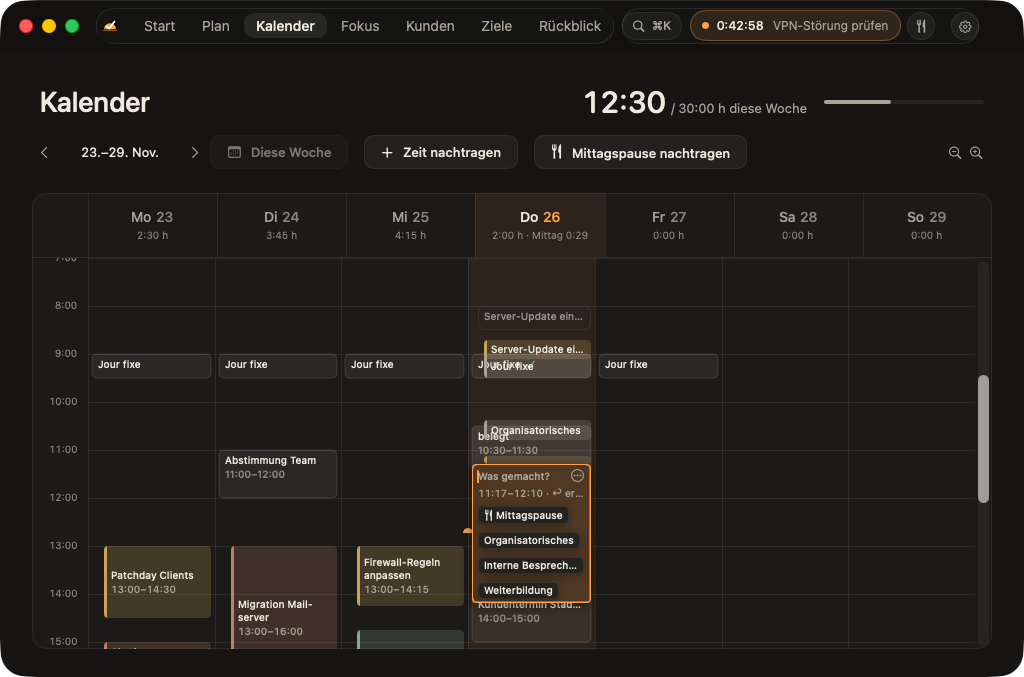 Start Plan Kalender Fokus Kunden Ziele Rückblick ⌘K 0:42:58 VPN-Störung prüfen
Kalender
12:30 / 30:00 h diese Woche
23.–29. Nov.
Diese Woche
+ Zeit nachtragen
Mittagspause nachtragen
Mo 23
2:30 h
Di 24
3:45 h
Mi 25
4:15 h
Do 26
2:00 h · Mittag 0:29
Fr 27
0:00 h
Sa 28
0:00 h
So 29
0:00 h
7:00
8:00
9:00
10:00
11:00
12:00
13:00
14:00
15:00
Jour fixe
Patchday Clients
13:00–14:30
Jour fixe
Abstimmung Team
11:00–12:00
Migration Mail-
server
13:00–16:00
Jour fixe
Firewall-Regeln
anpassen
13:00–14:15
Server-Update ein…
Server-Update ei…
Jour fixe
Jour fixe
Organisatorisches
belegt
10:30–11:30
Was gemacht?
11:17–12:10 · ↩ er…
Mittagspause
Organisatorisches
Interne Besprech…
Weiterbildung
Kundentermin Stad…
14:00–15:00
Jour fixe